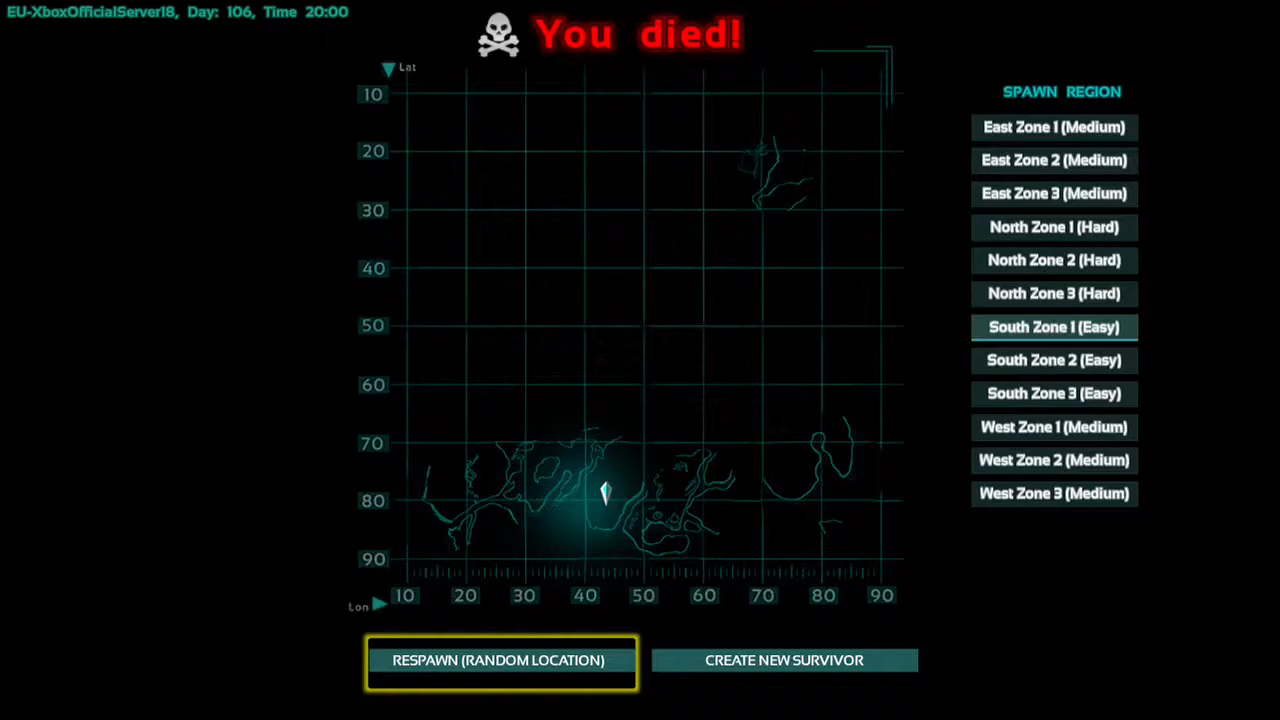 EU-XboxOfficialServer18, Day: 106, Time 20:00
You died!
Lat
10
20
30
40
50
60
70
80
90
Lon
10 20 30 40 50 60 70 80 90
SPAWN REGION
East Zone 1 (Medium)
East Zone 2 (Medium)
East Zone 3 (Medium)
North Zone 1 (Hard)
North Zone 2 (Hard)
North Zone 3 (Hard)
South Zone 1 (Easy)
South Zone 2 (Easy)
South Zone 3 (Easy)
West Zone 1 (Medium)
West Zone 2 (Medium)
West Zone 3 (Medium)
RESPAWN (RANDOM LOCATION)
CREATE NEW SURVIVOR